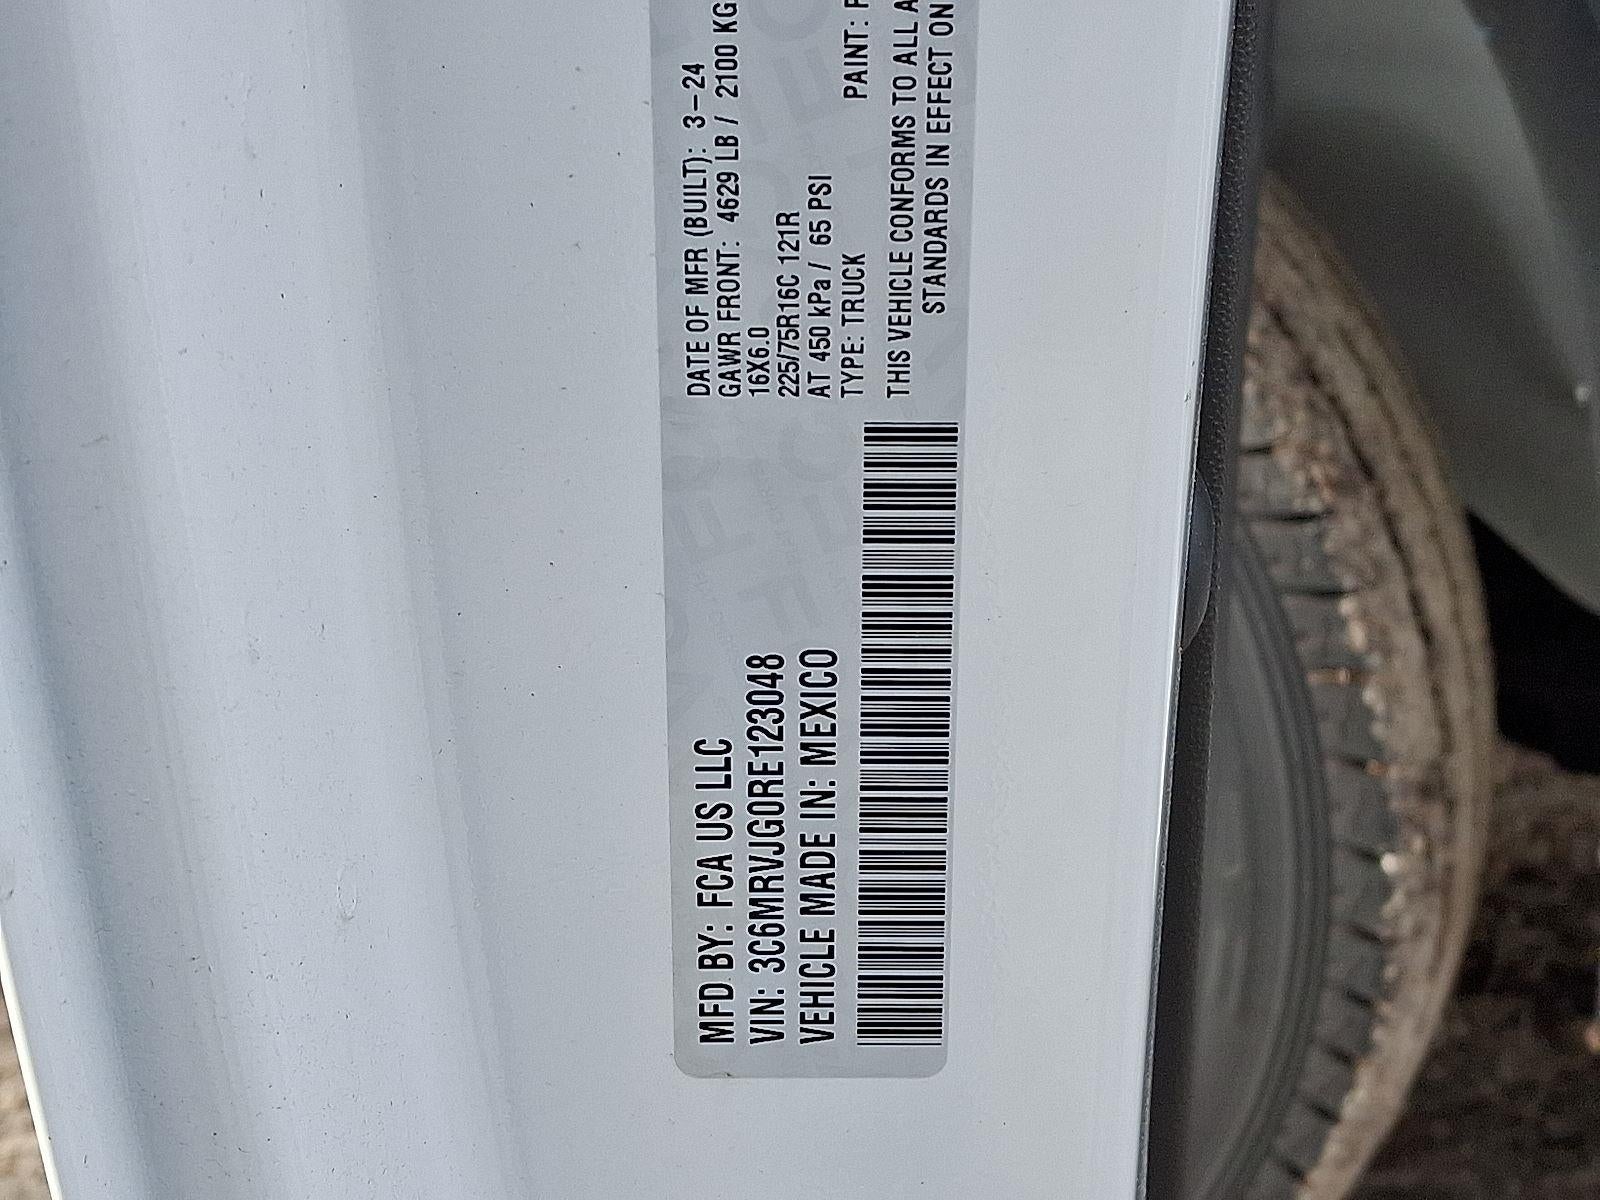 MFD BY: FCA US LLC
VIN: 3C6MRVJG0RE123048
VEHICLE MADE IN: MEXICO
DATE OF MFR (BUILT): 3-24
GAWR FRONT: 4629 LB / 2100 KG
16X6.0
225/75R16C 121R
AT 450 kPa / 65 PSI
TYPE: TRUCK PAINT:
THIS VEHICLE CONFORMS TO ALL A
STANDARDS IN EFFECT ON